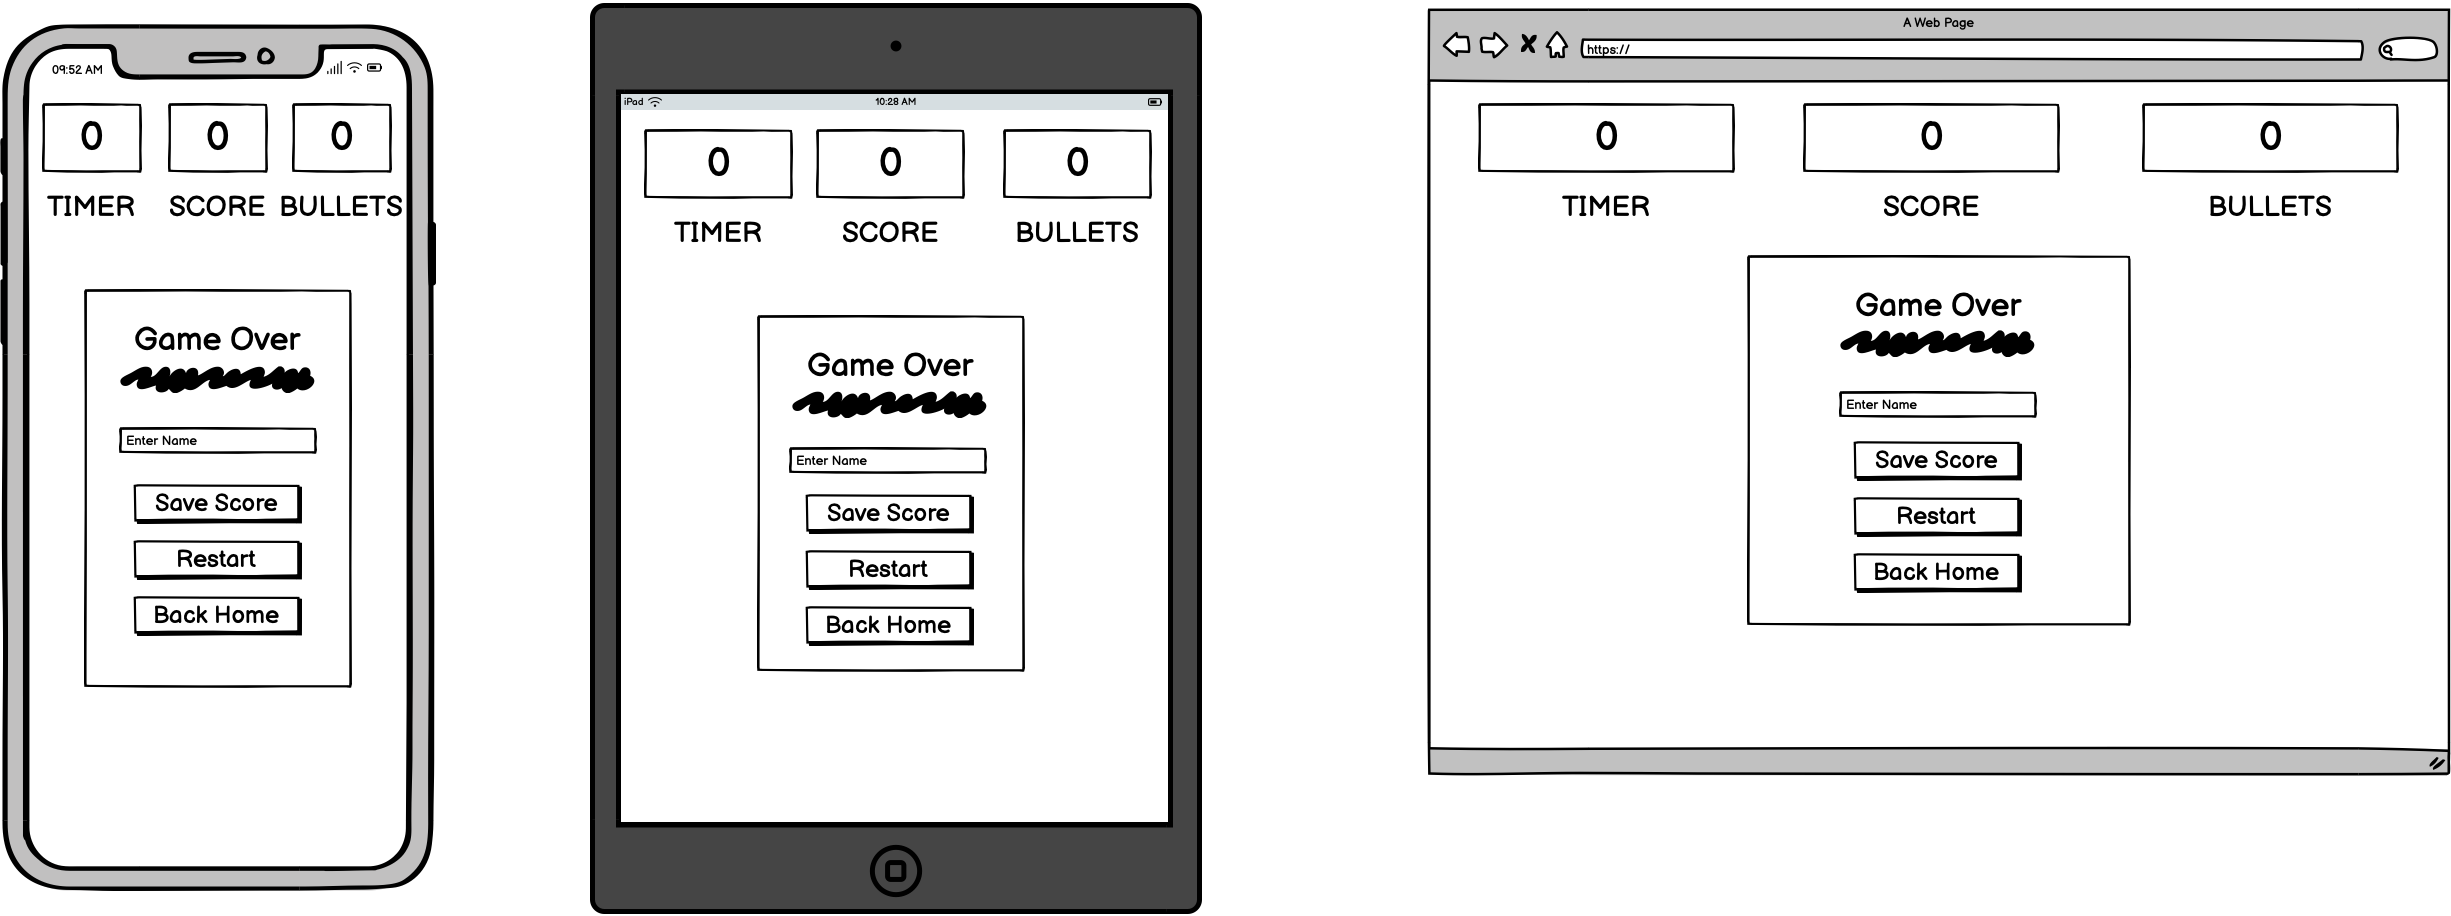 09:52 AM
0 0 0
TIMER SCORE BULLETS
Game Over
Enter Name
Save Score
Restart
Back Home
iPad 10:28 AM
0 0 0
TIMER SCORE BULLETS
Game Over
Enter Name
Save Score
Restart
Back Home
A Web Page
https://
0 0 0
TIMER SCORE BULLETS
Game Over
Enter Name
Save Score
Restart
Back Home